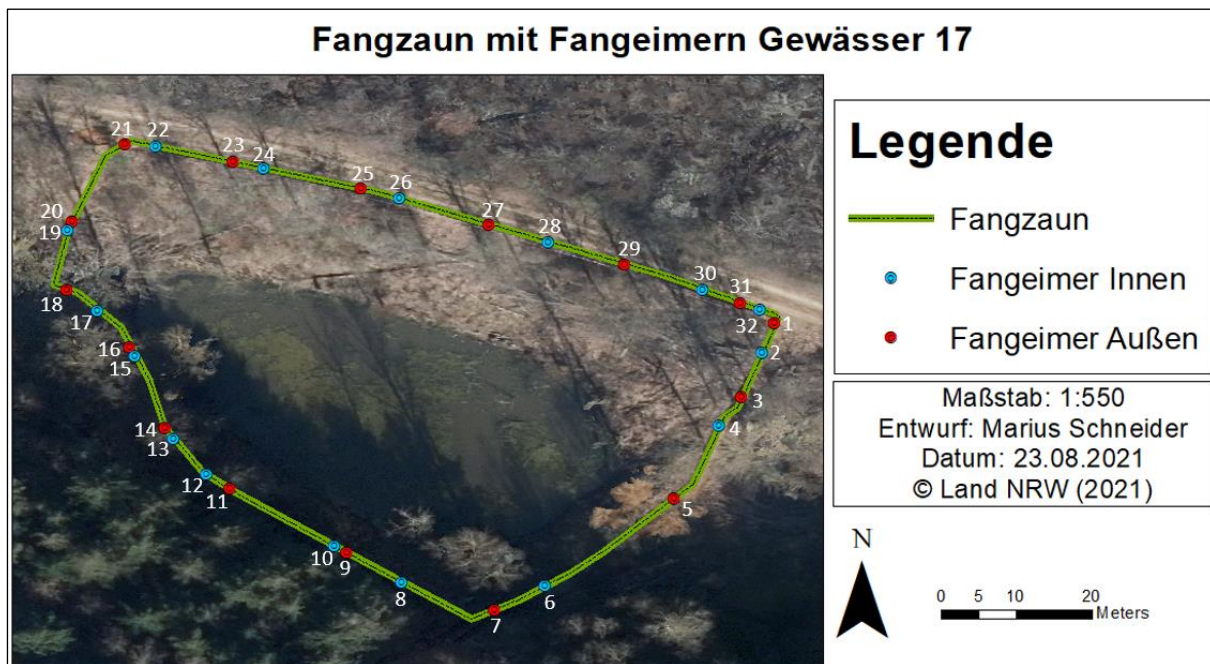 Fangzaun mit Fangeimern Gewässer 17
21
22
23
24
25
26
27
28
29
30
31
32
1
2
3
4
5
6
7
8
9
10
11
12
13
14
15
16
17
18
19
20
Legende
Fangzaun
Fangeimer Innen
Fangeimer Außen
Maßstab: 1:550
Entwurf: Marius Schneider
Datum: 23.08.2021
© Land NRW (2021)
N
0 5 10 20
Meters